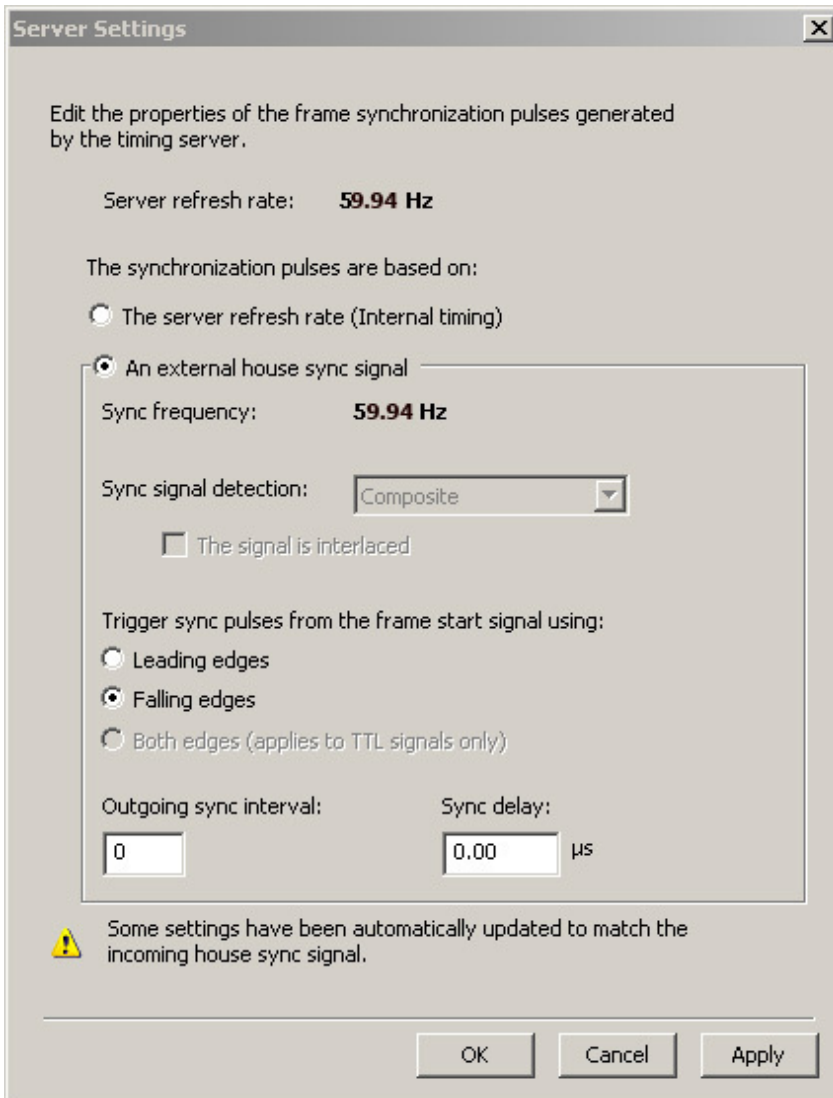 Server Settings
Edit the properties of the frame synchronization pulses generated
by the timing server.
Server refresh rate: 59.94 Hz
The synchronization pulses are based on:
The server refresh rate (Internal timing)
An external house sync signal
Sync frequency: 59.94 Hz
Sync signal detection: Composite
The signal is interlaced
Trigger sync pulses from the frame start signal using:
Leading edges
Falling edges
Both edges (applies to TTL signals only)
Outgoing sync interval: Sync delay:
0 0.00 µs
Some settings have been automatically updated to match the
incoming house sync signal.
OK Cancel Apply